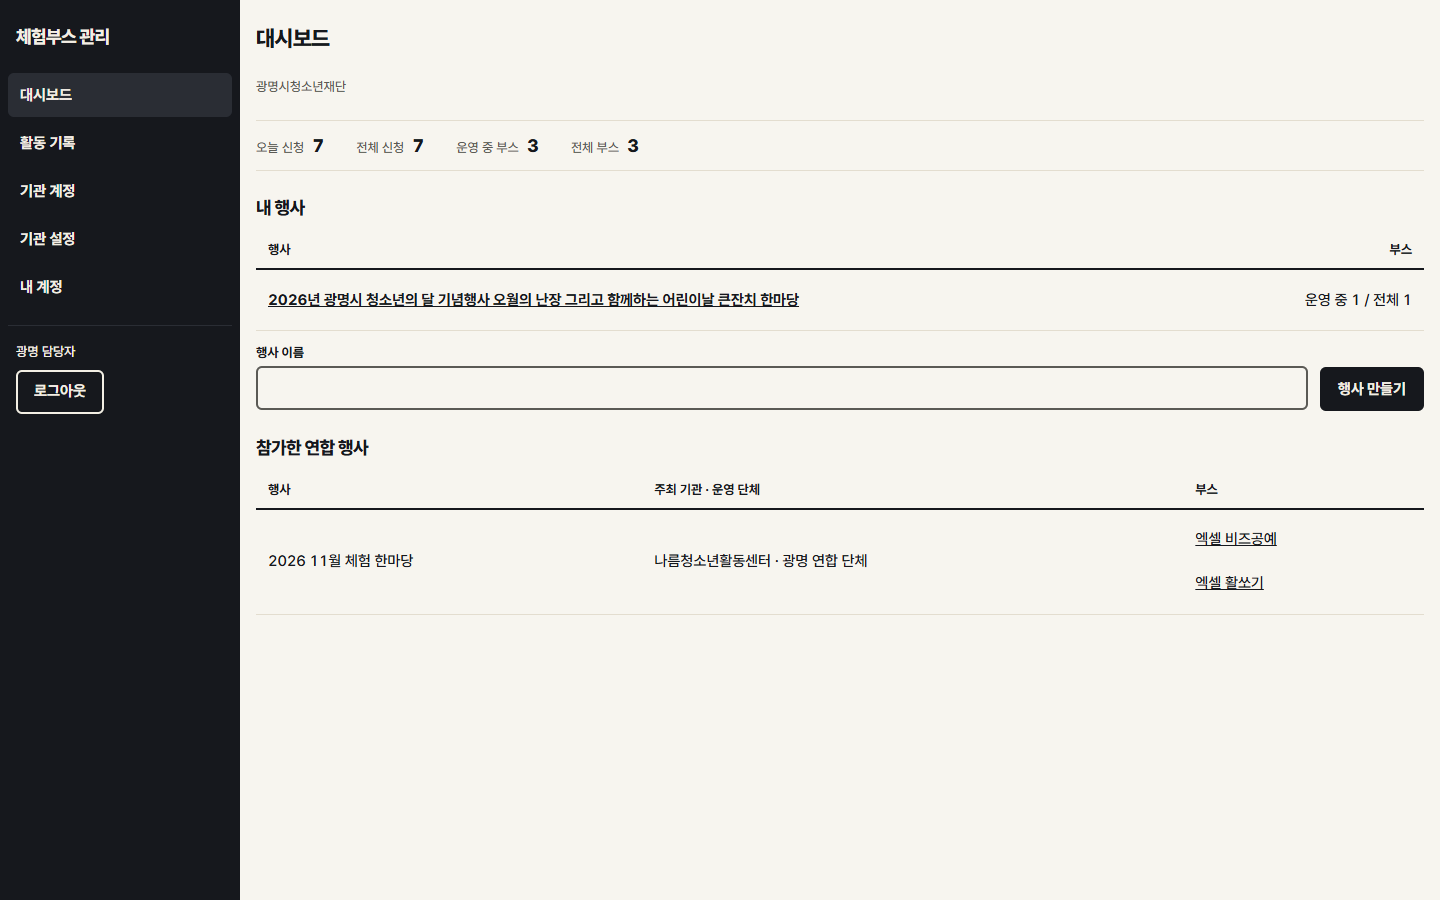 체험부스 관리
대시보드
활동 기록
기관 계정
기관 설정
내 계정
광명 담당자
로그아웃
대시보드
광명시청소년재단
오늘 신청 7 전체 신청 7 운영 중 부스 3 전체 부스 3
내 행사
행사 부스
2026년 광명시 청소년의 달 기념행사 오월의 난장 그리고 함께하는 어린이날 큰잔치 한마당 운영 중 1 / 전체 1
행사 이름
행사 만들기
참가한 연합 행사
행사 주최 기관 · 운영 단체 부스
2026 11월 체험 한마당 나름청소년활동센터 · 광명 연합 단체
엑셀 비즈공예
엑셀 활쏘기